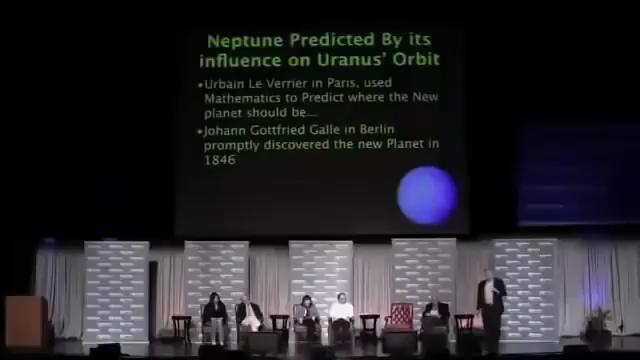 Neptune Predicted By its
influence on Uranus' Orbit
•Urbain Le Verrier in Paris, used
Mathematics to Predict where the New
planet should be...
•Johann Gottfried Galle in Berlin
promptly discovered the new Planet in
1846